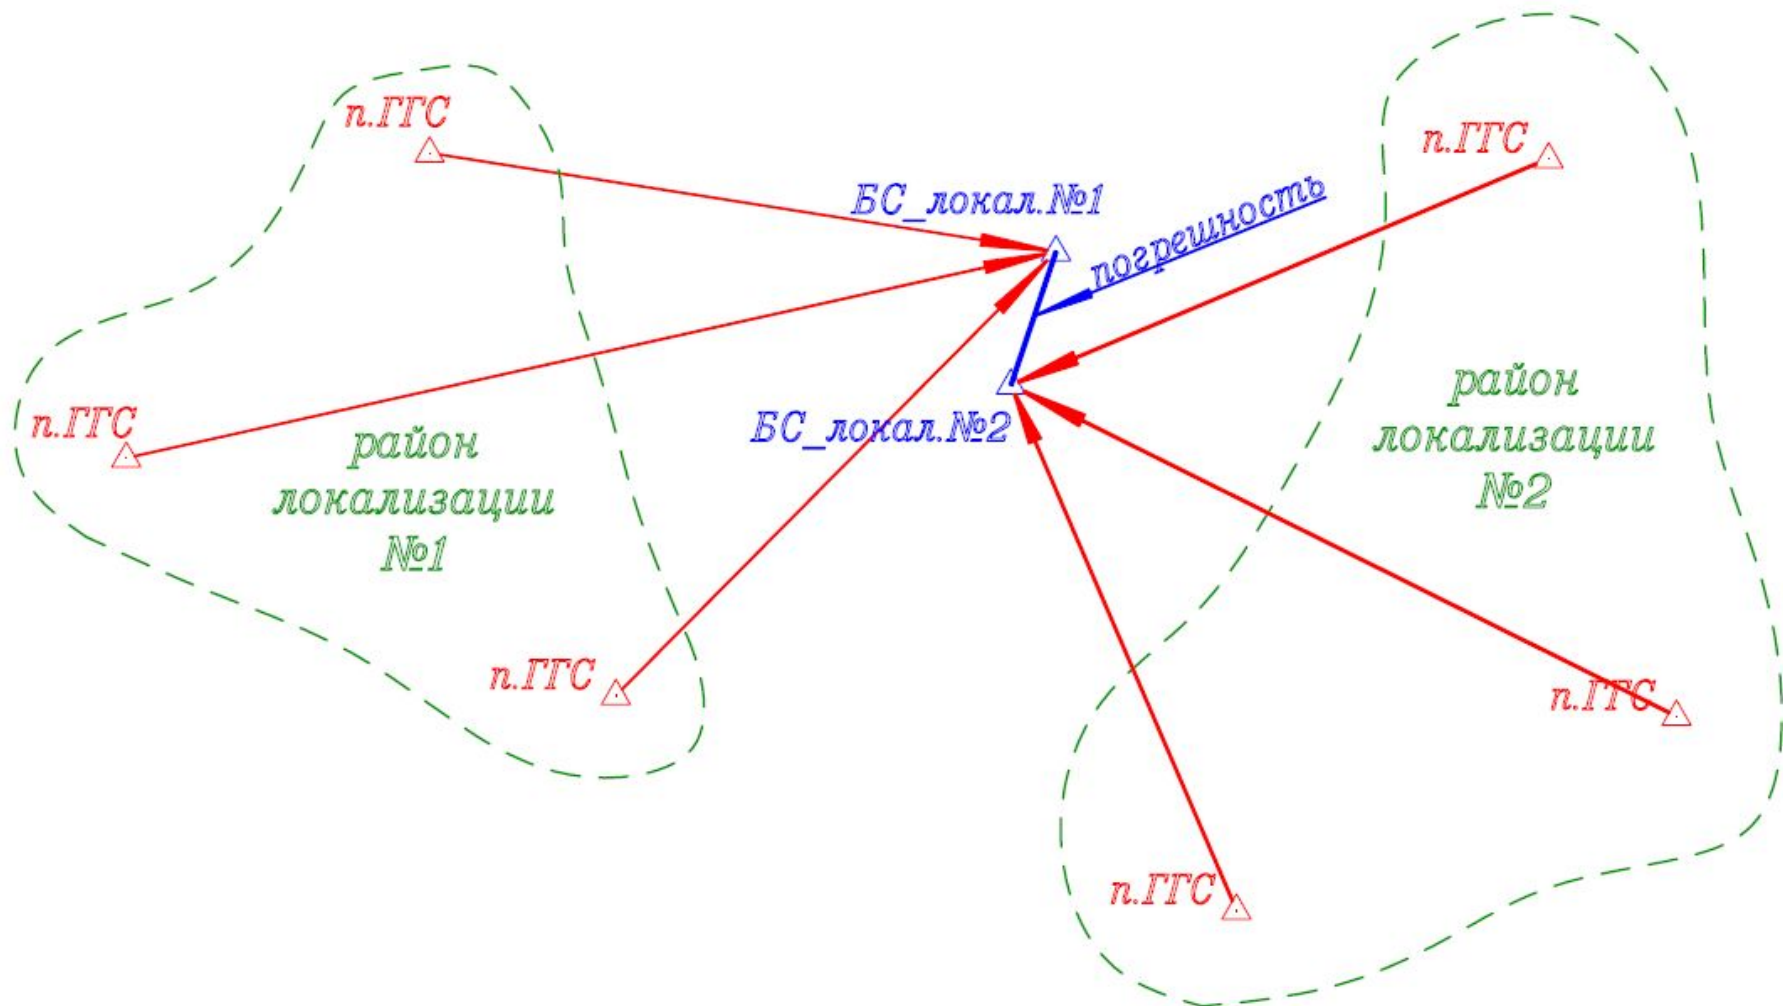 п.ГГС
п.ГГС
БС_локал.№1
погрешность
район
локализации
№2
п.ГГС
БС_локал.№2
район
локализации
№1
п.ГГС
п.ГГС
п.ГГС